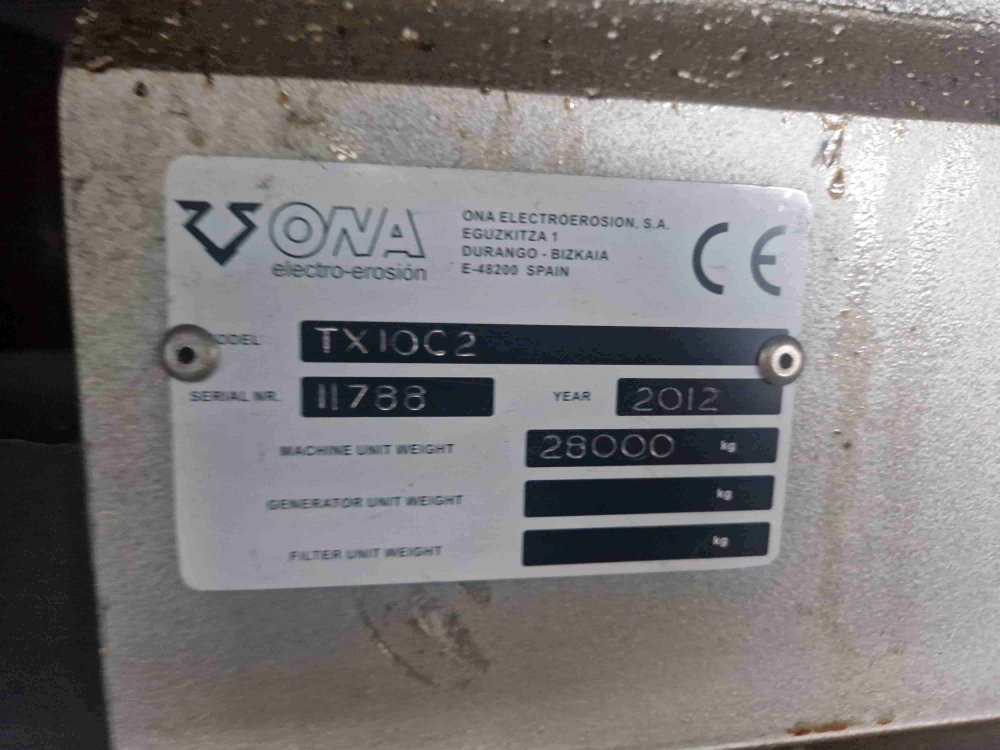 ONA
electro-erosión
ONA ELECTROEROSION, S.A.
EGUZKITZA 1
DURANGO - BIZKAIA
E-48200 SPAIN
CE
MODEL TX10C2
SERIAL NR. 11788 YEAR 2012
MACHINE UNIT WEIGHT 28000 kg
GENERATOR UNIT WEIGHT kg
FILTER UNIT WEIGHT kg